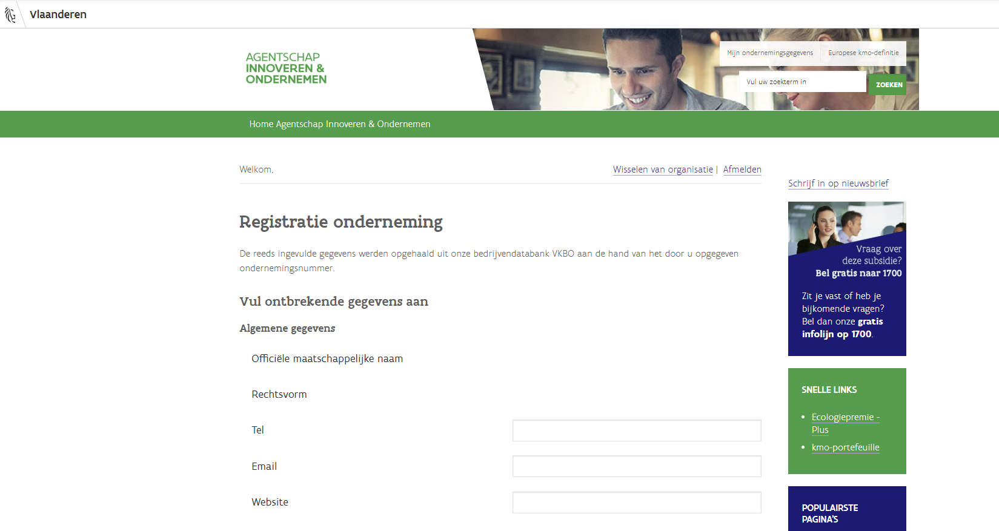 Vlaanderen
AGENTSCHAP
INNOVEREN &
ONDERNEMEN
Mijn ondernemingsgegevens
Europese kmo-definitie
Vul uw zoekterm in
ZOEKEN
Home Agentschap Innoveren & Ondernemen
Welkom,
Wisselen van organisatie | Afmelden
Registratie onderneming
De reeds ingevulde gegevens werden opgehaald uit onze bedrijvendatabank VKBO aan de hand van het door u opgegeven
ondernemingsnummer.
Vul ontbrekende gegevens aan
Algemene gegevens
Officiële maatschappelijke naam
Rechtsvorm
Tel
Email
Website
Schrijf in op nieuwsbrief
Vraag over
deze subsidie?
Bel gratis naar 1700
Zit je vast of heb je
bijkomende vragen?
Bel dan onze gratis
infolijn op 1700.
SNELLE LINKS
• Ecologiepremie -
Plus
• kmo-portefeuille
POPULAIRSTE
PAGINA'S